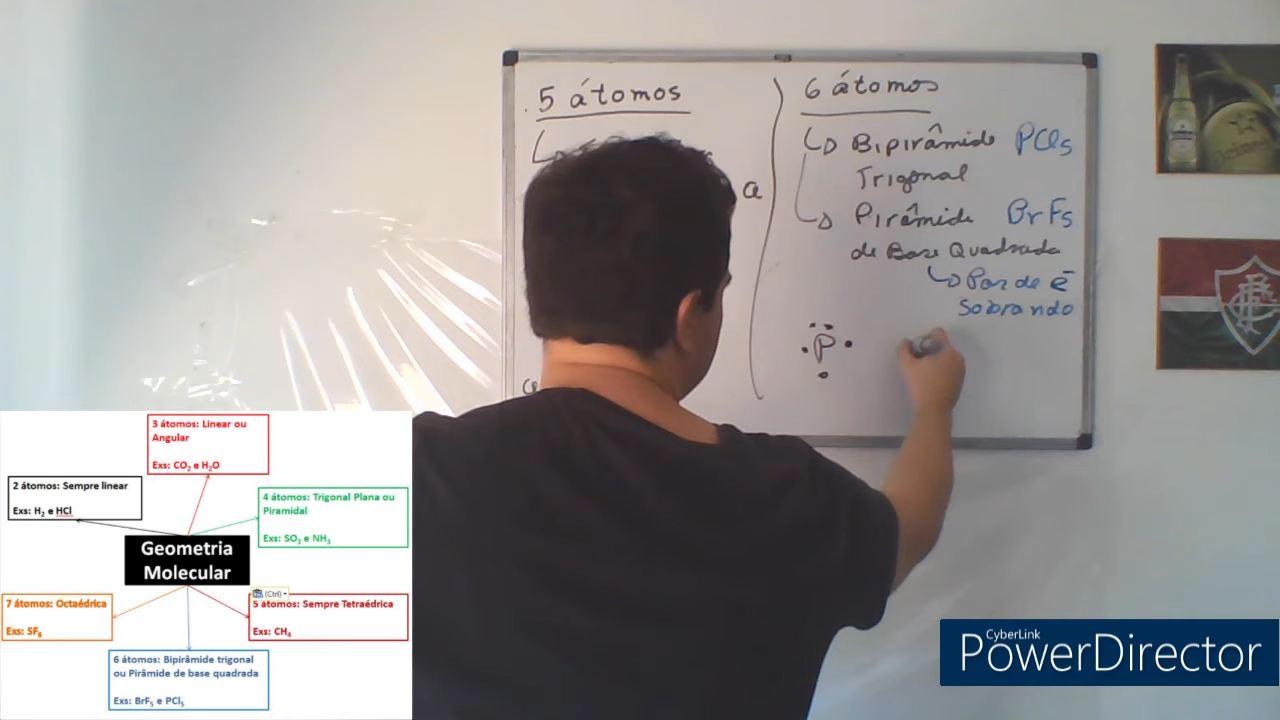 5 átomos
a
6 átomos
Bipirâmide PCl5
Trigonal
Pirâmide BrF5
de Base Quadrada
Par de é
Sobrando
P
3 átomos: Linear ou
Angular
Exs: CO₂ e H₂O
2 átomos: Sempre linear
Exs: H₂ e HCl
4 átomos: Trigonal Plana ou
Piramidal
Exs: SO₃ e NH₃
Geometria
Molecular
(Ctrl)
7 átomos: Octaédrica
Exs: SF₆
5 átomos: Sempre Tetraédrica
Exs: CH₄
6 átomos: Bipirâmide trigonal
ou Pirâmide de base quadrada
Exs: BrF₅ e PCl₅
CyberLink
PowerDirector